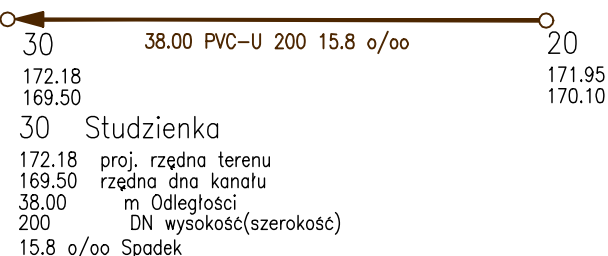 30 38.00 PVC-U 200 15.8 o/oo 20
172.18 171.95
169.50 170.10
30 Studzienka
172.18 proj. rzędna terenu
169.50 rzędna dna kanału
38.00 m Odległości
200 DN wysokość(szerokość)
15.8 o/oo Spadek